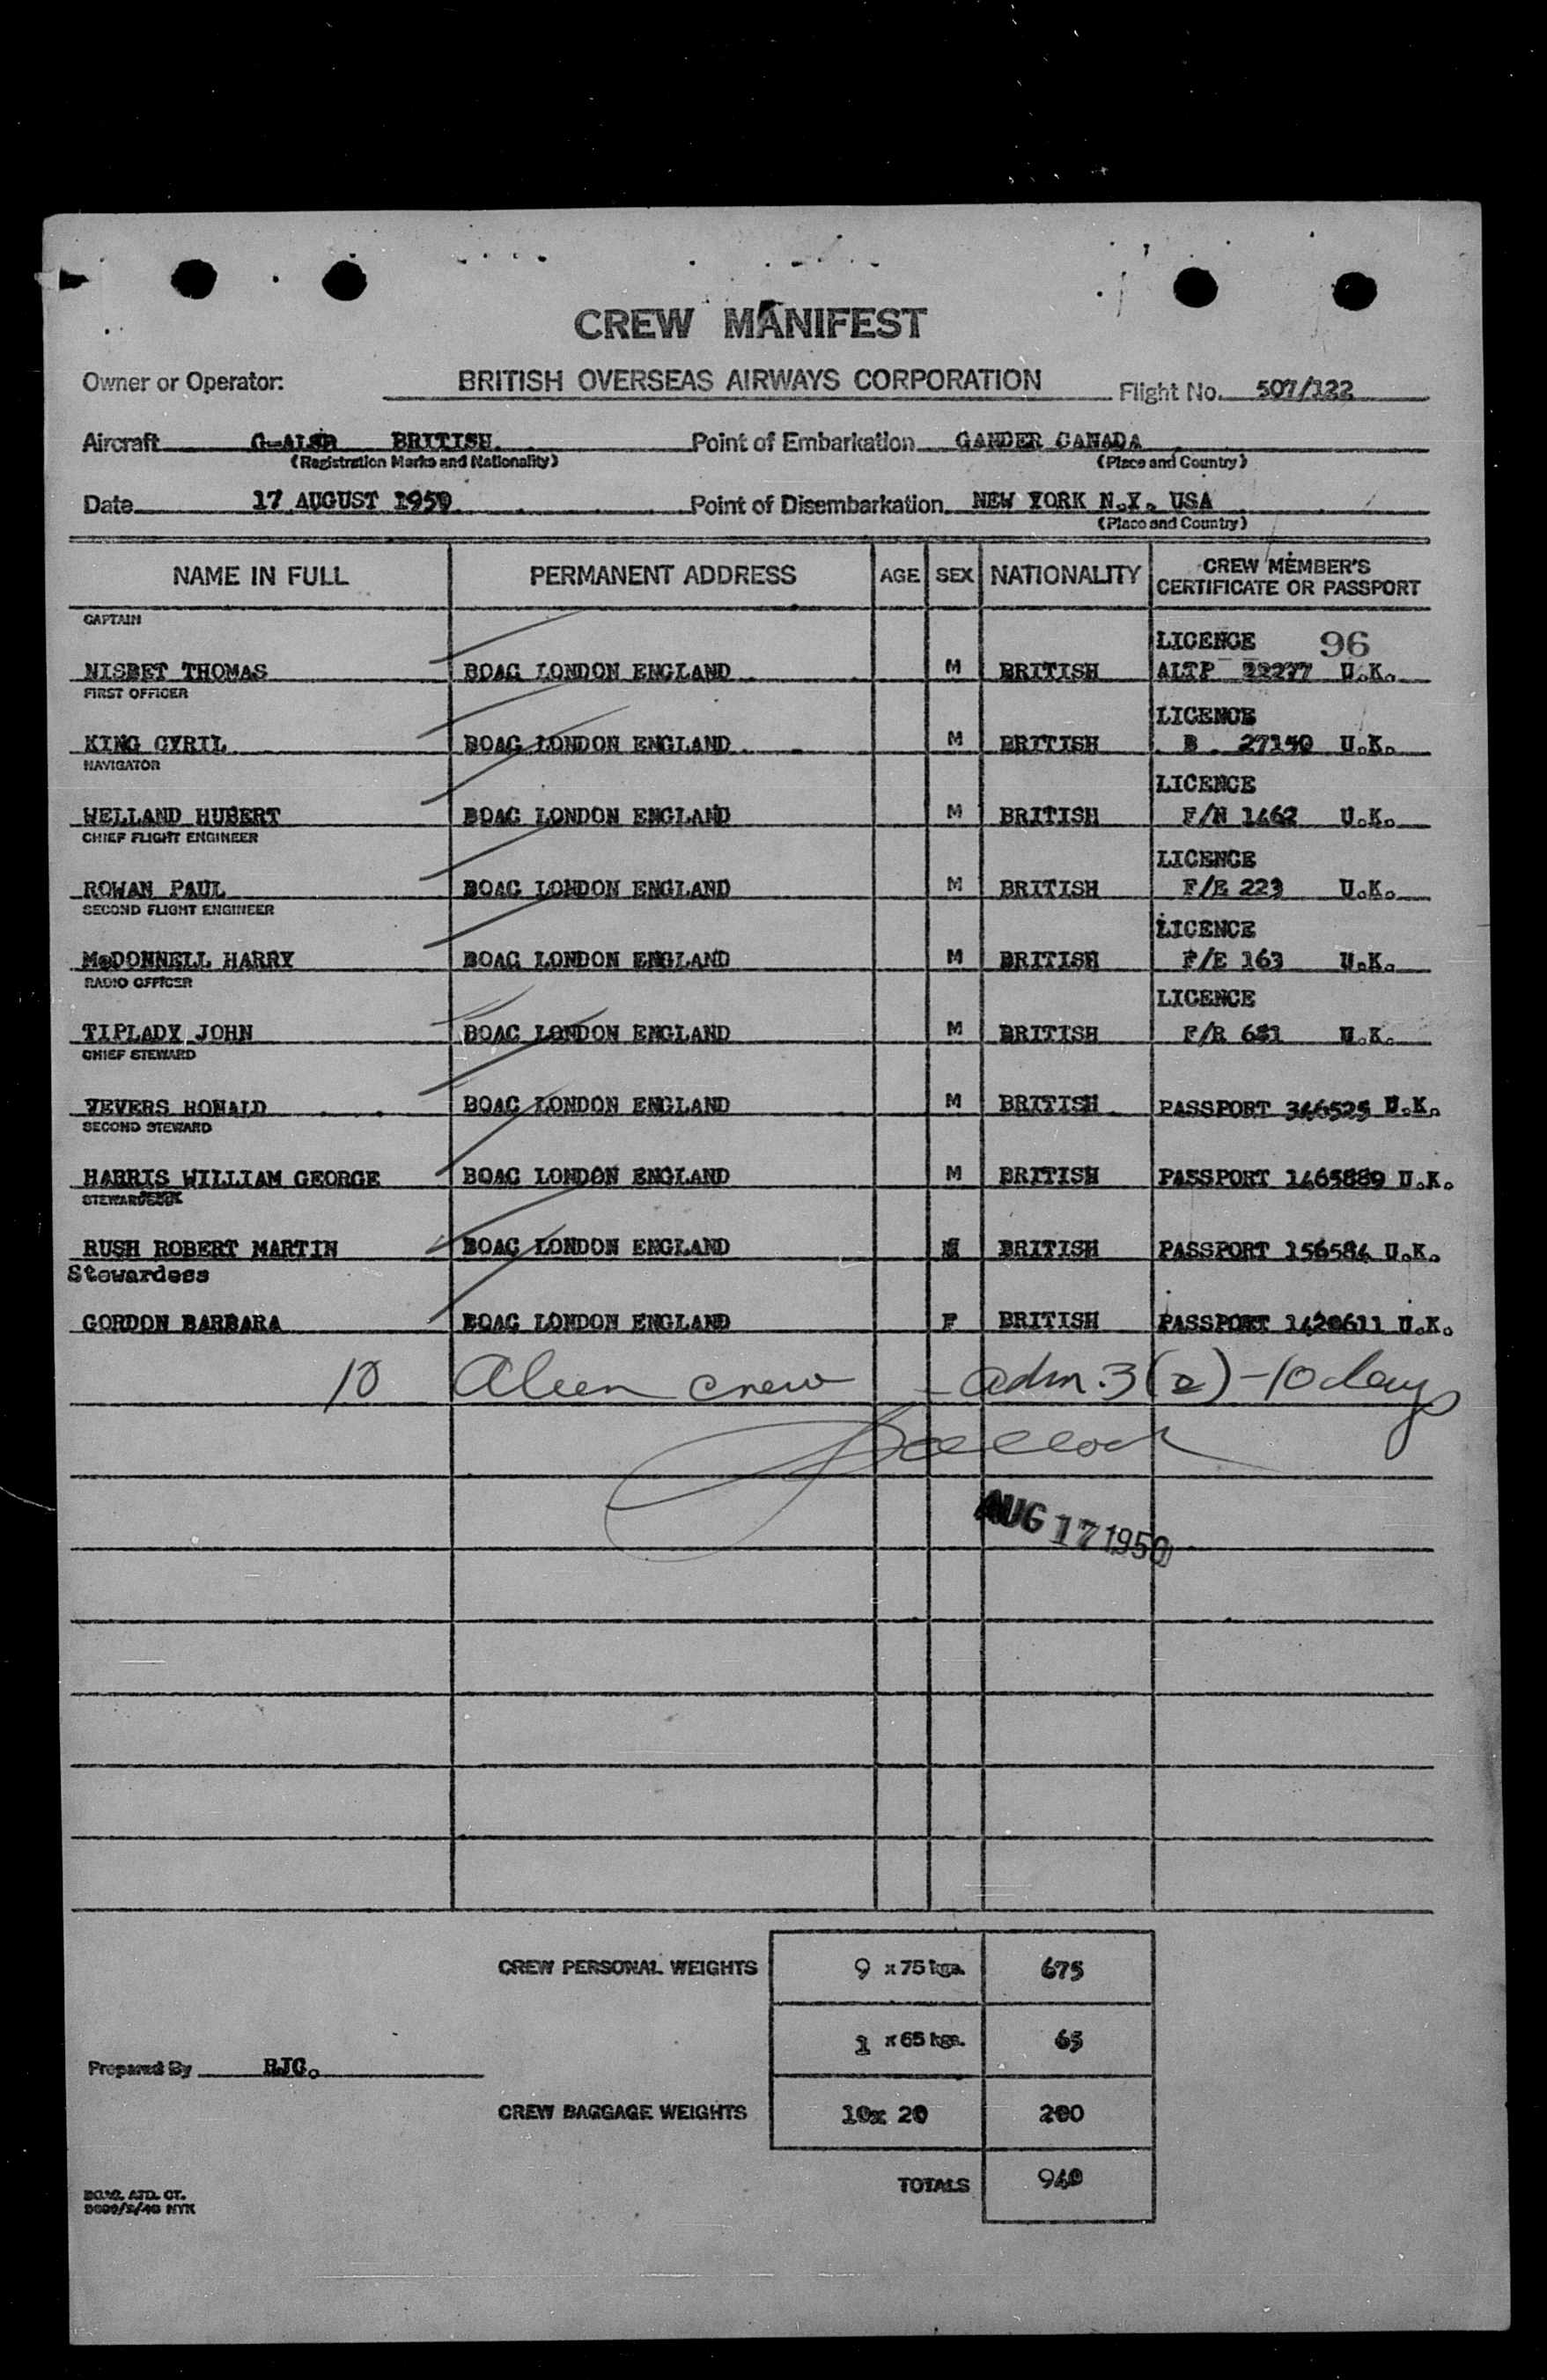 CREW MANIFEST
Owner or Operator: BRITISH OVERSEAS AIRWAYS CORPORATION Flight No. 507/122
Aircraft BRITISH. Point of Embarkation GANDER CANADA
(Registration Marks and Nationality) (Place and Country)
Date 17 AUGUST 1950 Point of Disembarkation NEW YORK N.Y. USA
(Place and Country)
NAME IN FULL PERMANENT ADDRESS AGE SEX NATIONALITY CREW MEMBER'S
CERTIFICATE OR PASSPORT
CAPTAIN
LICENCE 96
NISBET THOMAS BOAC LONDON ENGLAND M BRITISH ALTP 22277 U.K.
FIRST OFFICER
LICENCE
KING CYRIL BOAC LONDON ENGLAND M BRITISH B 27150 U.K.
NAVIGATOR
LICENCE
WELLAND HUBERT BOAC LONDON ENGLAND M BRITISH F/N 1462 U.K.
CHIEF FLIGHT ENGINEER
LICENCE
ROWAN PAUL BOAC LONDON ENGLAND M BRITISH F/E 223 U.K.
SECOND FLIGHT ENGINEER
LICENCE
McDONNELL HARRY BOAC LONDON ENGLAND M BRITISH F/E 163 U.K.
RADIO OFFICER
LICENCE
TIPLADY JOHN BOAC LONDON ENGLAND M BRITISH F/R U.K.
CHIEF STEWARD
VEVERS RONALD BOAC LONDON ENGLAND M BRITISH PASSPORT 346525 U.K.
SECOND STEWARD
HARRIS WILLIAM GEORGE BOAC LONDON ENGLAND M BRITISH PASSPORT 1465889 U.K.
STEWARD
RUSH ROBERT MARTIN BOAC LONDON ENGLAND M BRITISH PASSPORT 156584 U.K.
Stewardess
GORDON BARBARA BOAC LONDON ENGLAND F BRITISH PASSPORT 1420611 U.K.
10 Alien crew - adm. 3(2) - 10 days
AUG 17 1950
CREW PERSONAL WEIGHTS 9 x 75 kgs. 675
1 x 65 kgs. 65
Prepared By RJC.
CREW BAGGAGE WEIGHTS 10x 20 200
TOTALS 940